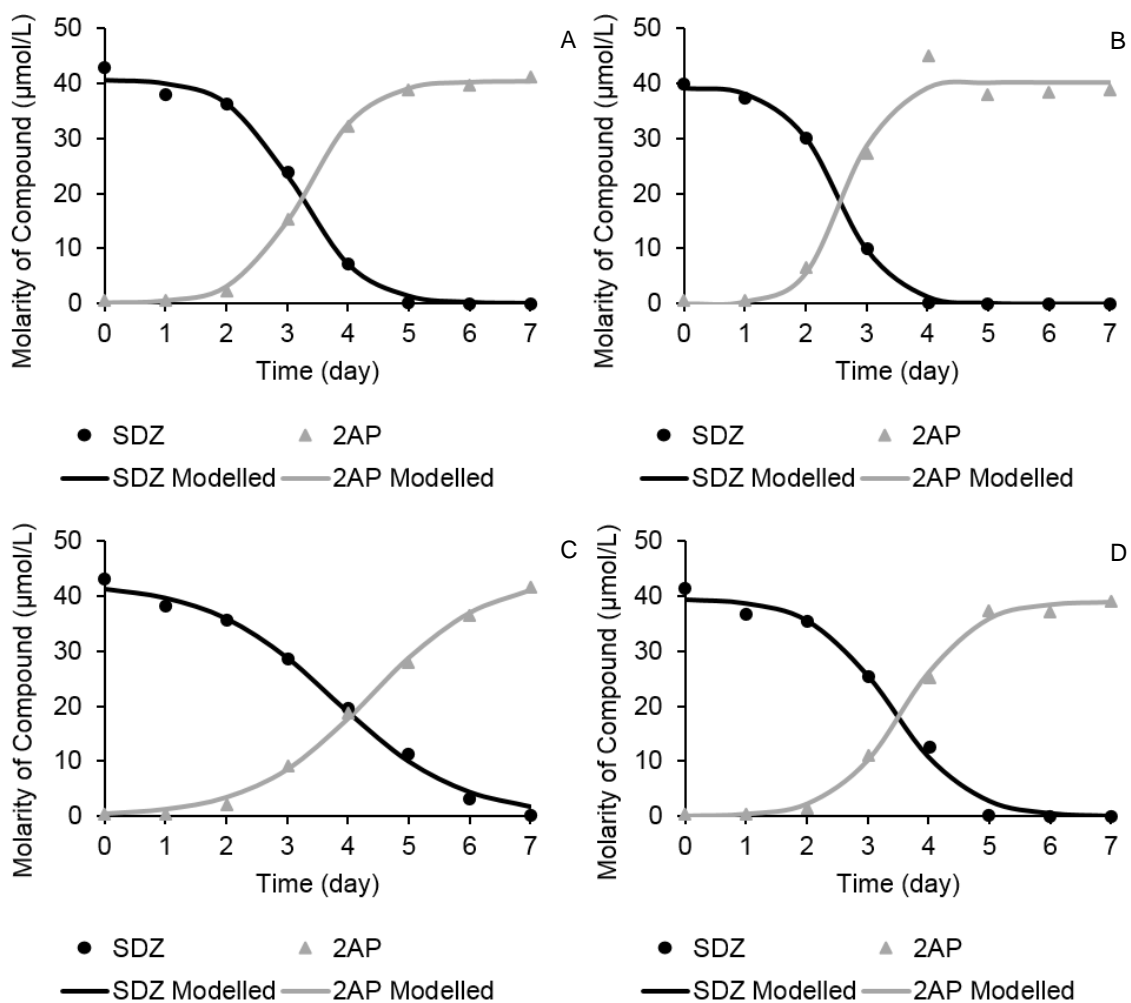 A
Molarity of Compound (µmol/L)
50
40
30
20
10
0
0 1 2 3 4 5 6 7
Time (day)
SDZ 2AP
SDZ Modelled 2AP Modelled
B
Molarity of Compound (µmol/L)
50
40
30
20
10
0
0 1 2 3 4 5 6 7
Time (day)
SDZ 2AP
SDZ Modelled 2AP Modelled
C
Molarity of Compound (µmol/L)
50
40
30
20
10
0
0 1 2 3 4 5 6 7
Time (day)
SDZ 2AP
SDZ Modelled 2AP Modelled
D
Molarity of Compound (µmol/L)
50
40
30
20
10
0
0 1 2 3 4 5 6 7
Time (day)
SDZ 2AP
SDZ Modelled 2AP Modelled